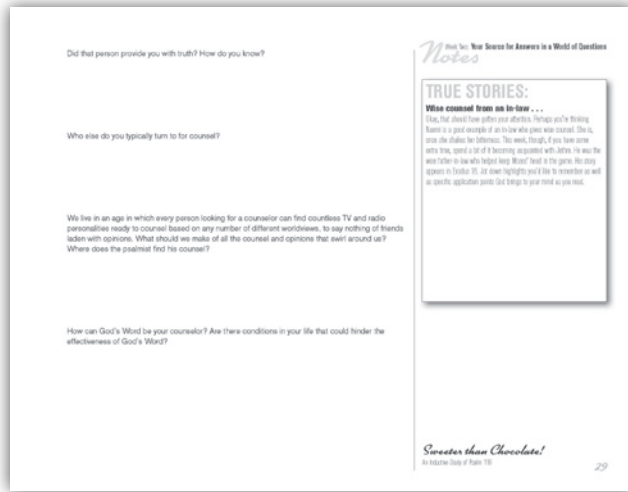 Did that person provide you with truth? How do you know?
Who else do you typically turn to for counsel?
We live in an age in which every person looking for a counselor can find countless TV and radio
personalities ready to counsel based on any number of different worldviews, to say nothing of friends
laden with opinions. What should we make of all the counsel and opinions that swirl around us?
Where does the psalmist find his counsel?
How can God's Word be your counselor? Are there conditions in your life that could hinder the
effectiveness of God's Word?
Week Two: Your Source for Answers in a World of Questions
Notes
TRUE STORIES:
Wise counsel from an in-law . . .
Okay, that should have gotten your attention. Perhaps you're thinking
is a good example of an in-law who gives wise counsel. She is,
once she shakes her bitterness. This week, though, if you have some
extra time, spend a bit of it becoming acquainted with Jethro. He was the
father-in-law who helped keep Moses' head in the game. His story
appears in Exodus 18. Jot down highlights you'd like to remember as well
as specific application points God brings to your mind as you read.
Sweeter than Chocolate!
An Inductive Study of Psalm 119
29